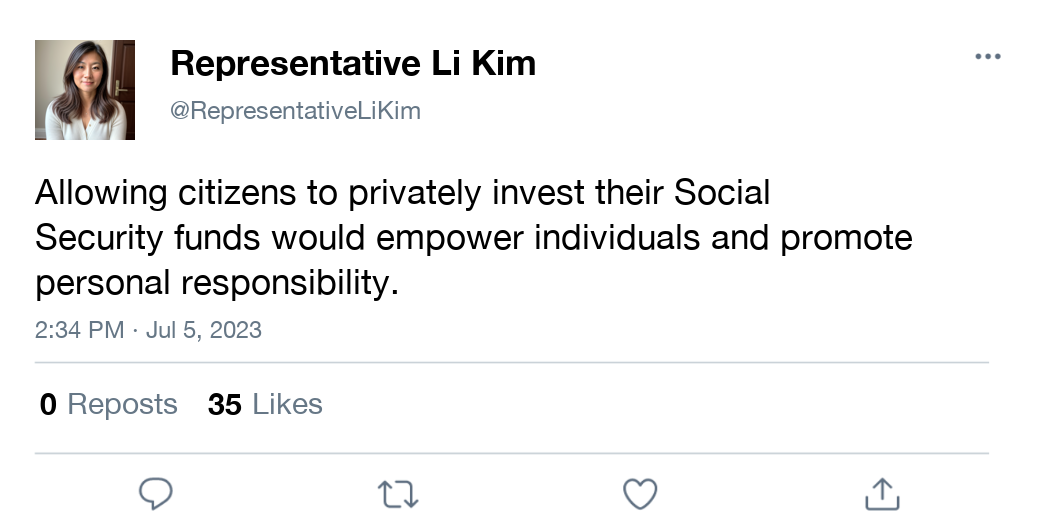 Representative Li Kim
@RepresentativeLiKim
Allowing citizens to privately invest their Social
Security funds would empower individuals and promote
personal responsibility.
2:34 PM · Jul 5, 2023
0 Reposts 35 Likes